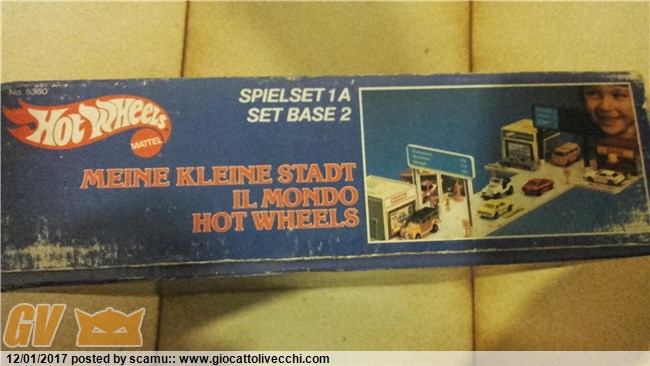 No. 5360
Hot Wheels
MATTEL
SPIELSET 1A
SET BASE 2
MEINE KLEINE STADT
IL MONDO
HOT WHEELS
GV
12/01/2017 posted by scamu:: www.giocattolivecchi.com